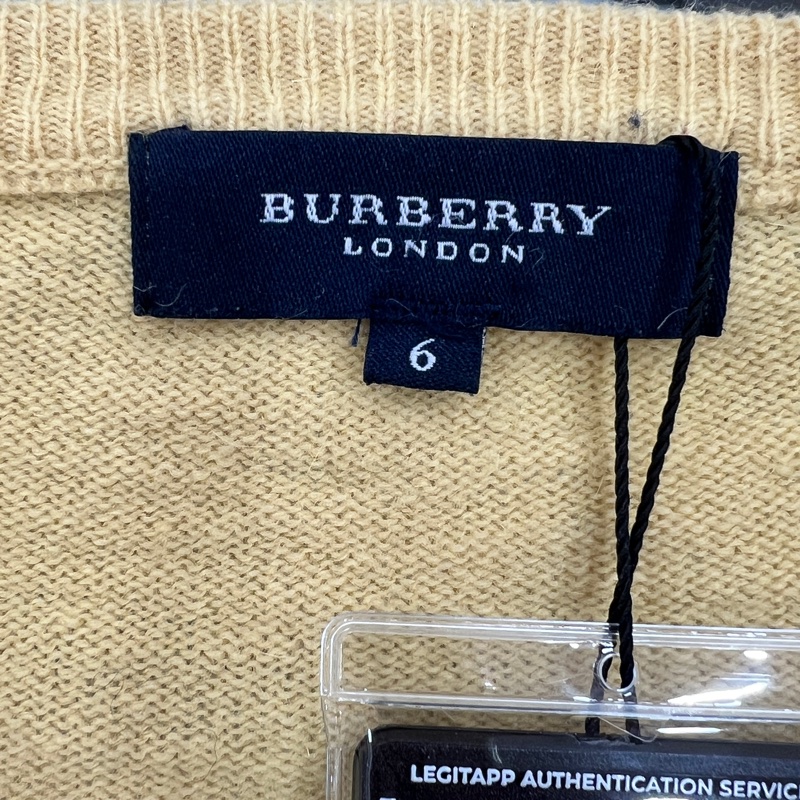 BURBERRY
LONDON
6
LEGITAPP AUTHENTICATION SERVIC